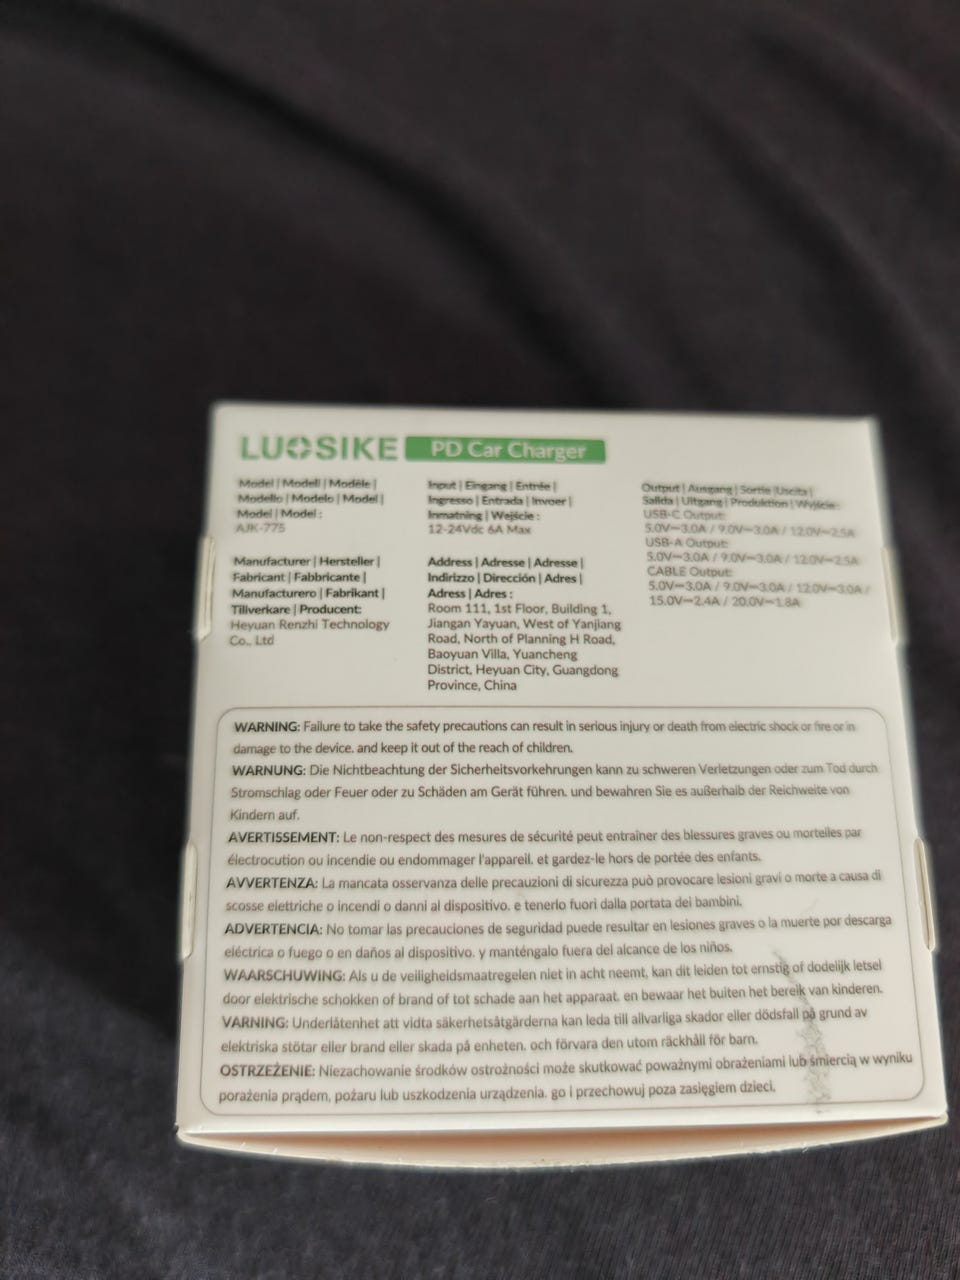 LUOSIKE PD Car Charger
Model | Modell | Modèle |
Modello | Modelo | Model |
Model | Model :
AJK-775
Input | Eingang | Entrée |
Ingresso | Entrada | Invoer |
Inmatning | Wejście :
12-24Vdc 6A Max
Output | Ausgang | Sortie |Uscita |
Salida | Uitgang | Produktion | Wyjście:
USB-C Output:
5.0V⎓3.0A / 9.0V⎓3.0A / 12.0V⎓2.5A
USB-A Output:
5.0V⎓3.0A / 9.0V⎓3.0A / 12.0V⎓2.5A
CABLE Output:
5.0V⎓3.0A / 9.0V⎓3.0A / 12.0V⎓3.0A /
15.0V⎓2.4A / 20.0V⎓1.8A
Manufacturer | Hersteller |
Fabricant | Fabbricante |
Manufacturero | Fabrikant |
Tillverkare | Producent:
Heyuan Renzhi Technology
Co., Ltd
Address | Adresse | Adresse |
Indirizzo | Dirección | Adres |
Adress | Adres :
Room 111, 1st Floor, Building 1,
Jiangan Yayuan, West of Yanjiang
Road, North of Planning H Road,
Baoyuan Villa, Yuancheng
District, Heyuan City, Guangdong
Province, China
WARNING: Failure to take the safety precautions can result in serious injury or death from electric shock or fire or in
damage to the device. and keep it out of the reach of children.
WARNUNG: Die Nichtbeachtung der Sicherheitsvorkehrungen kann zu schweren Verletzungen oder zum Tod durch
Stromschlag oder Feuer oder zu Schäden am Gerät führen. und bewahren Sie es außerhalb der Reichweite von
Kindern auf.
AVERTISSEMENT: Le non-respect des mesures de sécurité peut entraîner des blessures graves ou mortelles par
électrocution ou incendie ou endommager l'appareil. et gardez-le hors de portée des enfants.
AVVERTENZA: La mancata osservanza delle precauzioni di sicurezza può provocare lesioni gravi o morte a causa di
scosse elettriche o incendi o danni al dispositivo. e tenerlo fuori dalla portata dei bambini.
ADVERTENCIA: No tomar las precauciones de seguridad puede resultar en lesiones graves o la muerte por descarga
eléctrica o fuego o en daños al dispositivo. y manténgalo fuera del alcance de los niños.
WAARSCHUWING: Als u de veiligheidsmaatregelen niet in acht neemt, kan dit leiden tot ernstig of dodelijk letsel
door elektrische schokken of brand of tot schade aan het apparaat. en bewaar het buiten het bereik van kinderen.
VARNING: Underlåtenhet att vidta säkerhetsåtgärderna kan leda till allvarliga skador eller dödsfall på grund av
elektriska stötar eller brand eller skada på enheten. och förvara den utom räckhåll för barn.
OSTRZEŻENIE: Niezachowanie środków ostrożności może skutkować poważnymi obrażeniami lub śmiercią w wyniku
porażenia prądem, pożaru lub uszkodzenia urządzenia. go i przechowuj poza zasięgiem dzieci.